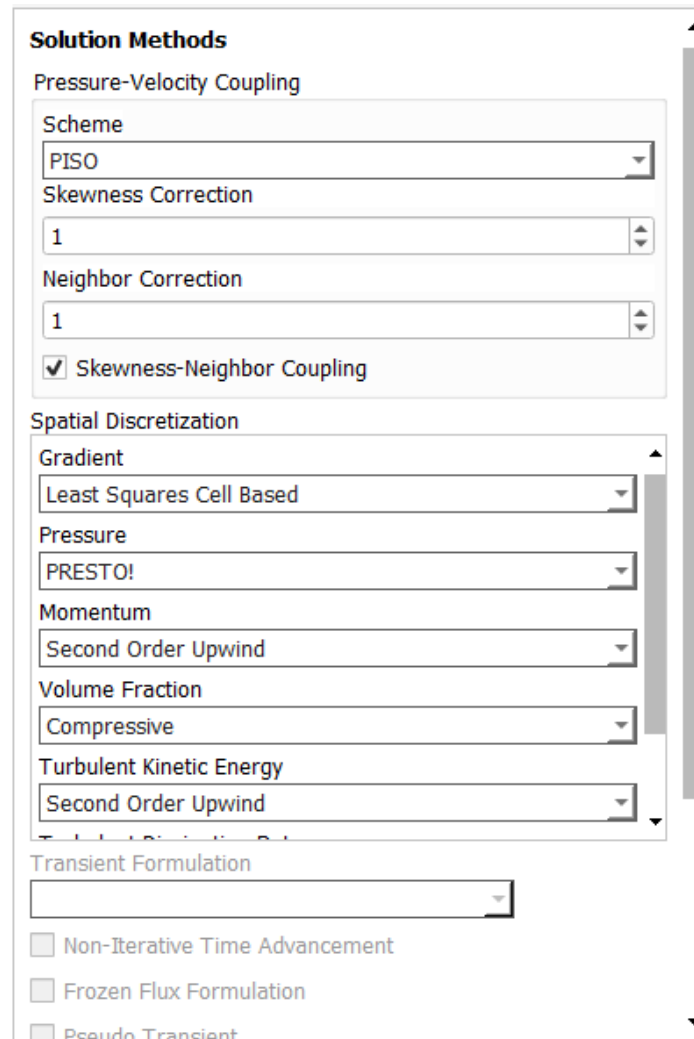 Solution Methods
Pressure-Velocity Coupling
Scheme
PISO
Skewness Correction
1
Neighbor Correction
1
Skewness-Neighbor Coupling
Spatial Discretization
Gradient
Least Squares Cell Based
Pressure
PRESTO!
Momentum
Second Order Upwind
Volume Fraction
Compressive
Turbulent Kinetic Energy
Second Order Upwind
Transient Formulation
Non-Iterative Time Advancement
Frozen Flux Formulation
Pseudo Transient